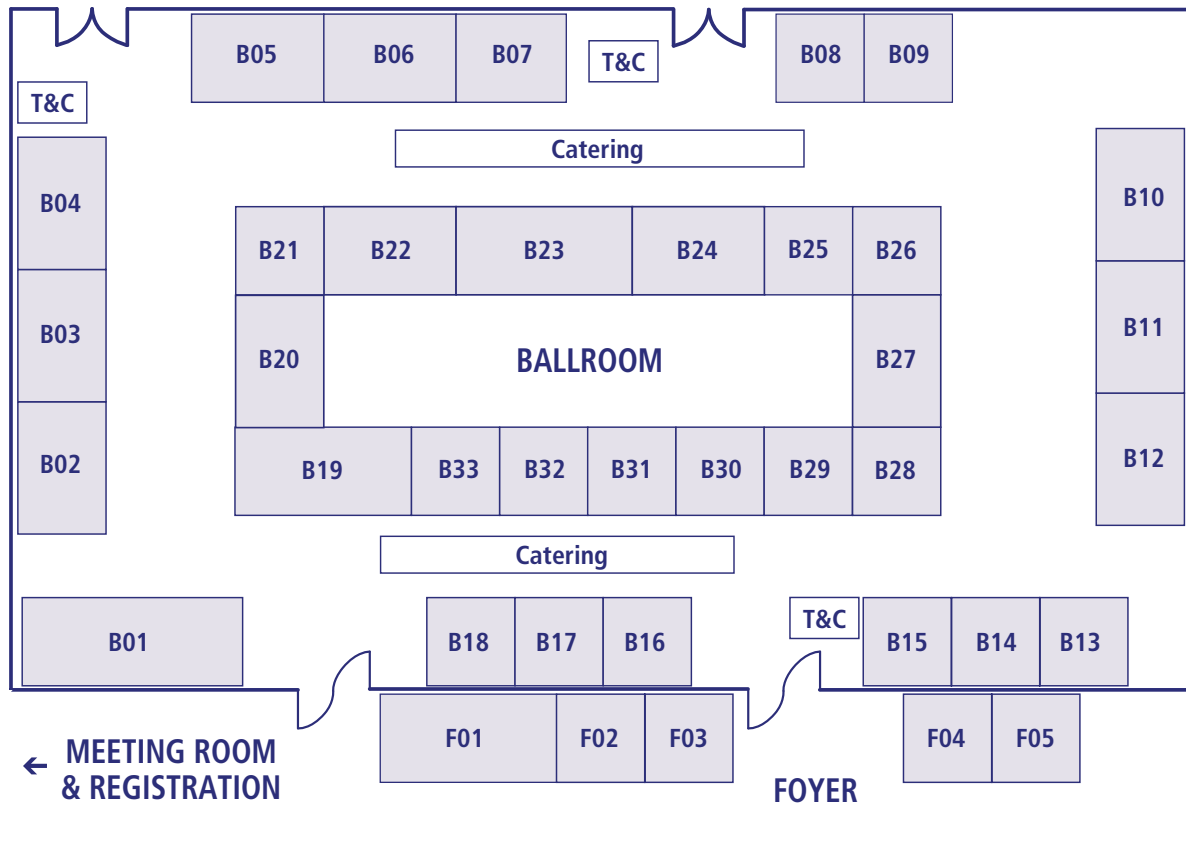 B05
B06
B07
T&C
B08
B09
T&C
Catering
B04
B10
B21
B22
B23
B24
B25
B26
B03
B11
B20
BALLROOM
B27
B02
B12
B19
B33
B32
B31
B30
B29
B28
Catering
T&C
B01
B18
B17
B16
B15
B14
B13
F01
F02
F03
F04
F05
← MEETING ROOM
& REGISTRATION
FOYER